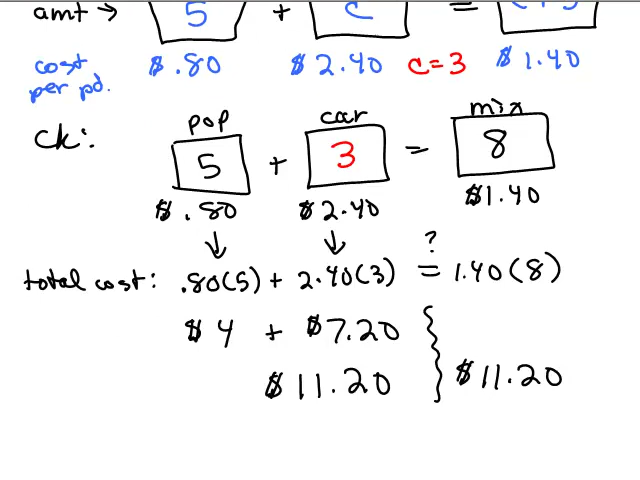 amt → 5 + c = c+5
cost per pd. $.80 $2.40 c=3 $1.40
pop car mix
ck: 5 + 3 = 8
$.80 $2.40 $1.40
↓ ↓ ?
total cost: .80(5) + 2.40(3) = 1.40(8)
$4 + $7.20
$11.20 $11.20